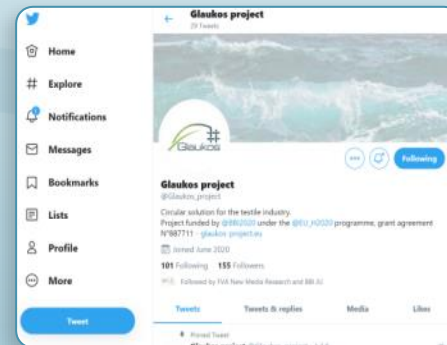 Home
Explore
Notifications
Messages
Bookmarks
Lists
Profile
More
Tweet
Glaukos project
29 Tweets
Glaukos
Following
Glaukos project
@Glaukos_project
Circular solution for the textile industry.
Project funded by @BBI2020 under the @EU_H2020 programme, grant agreement
N°887711 - glaukos-project.eu
Joined June 2020
101 Following 155 Followers
Followed by FVA New Media Research and BBI JU
Tweets Tweets & replies Media Likes
Pinned Tweet